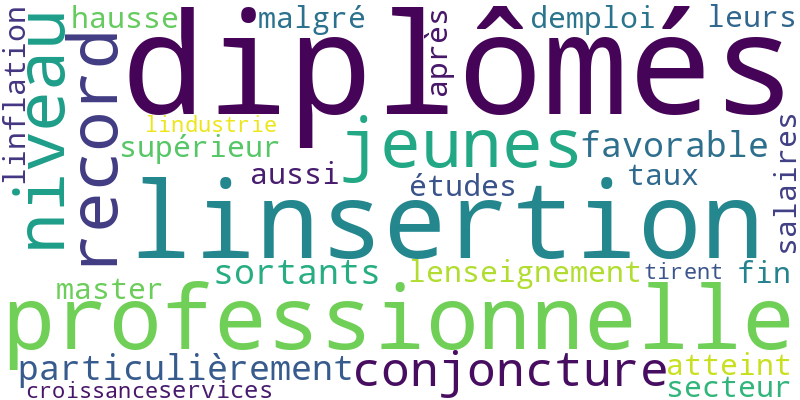 hausse malgré demploi leurs
diplômés
linflation niveau record après
lindustrie
supérieur jeunes favorable
aussi études taux salaires
linsertion
sortants lenseignement tirent fin
master
professionnelle
particulièrement conjoncture atteint
croissance services secteur